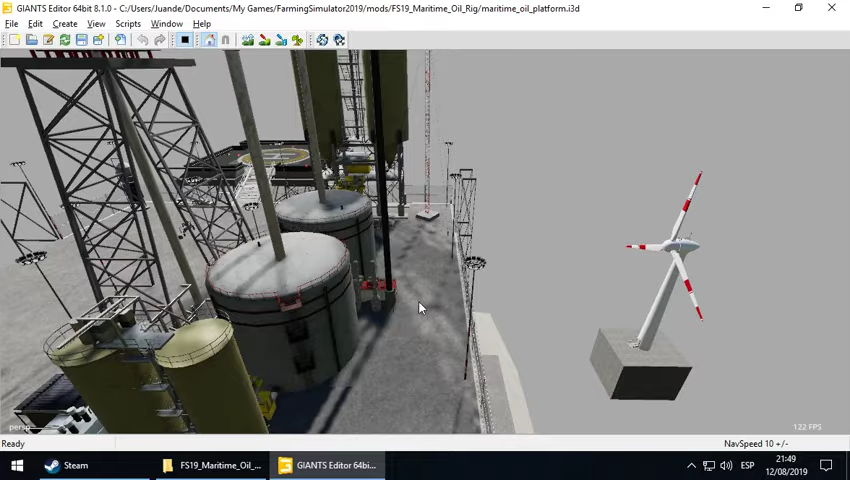 GIANTS Editor 64bit 8.1.0 - C:/Users/Juande/Documents/My Games/FarmingSimulator2019/mods/FS19_Maritime_Oil_Rig/maritime_oil_platform.i3d
File Edit Create View Scripts Window Help
persp
122 FPS
Ready
NavSpeed 10 +/-
Steam
FS19_Maritime_Oil_...
GIANTS Editor 64bi...
ESP
21:49
12/08/2019